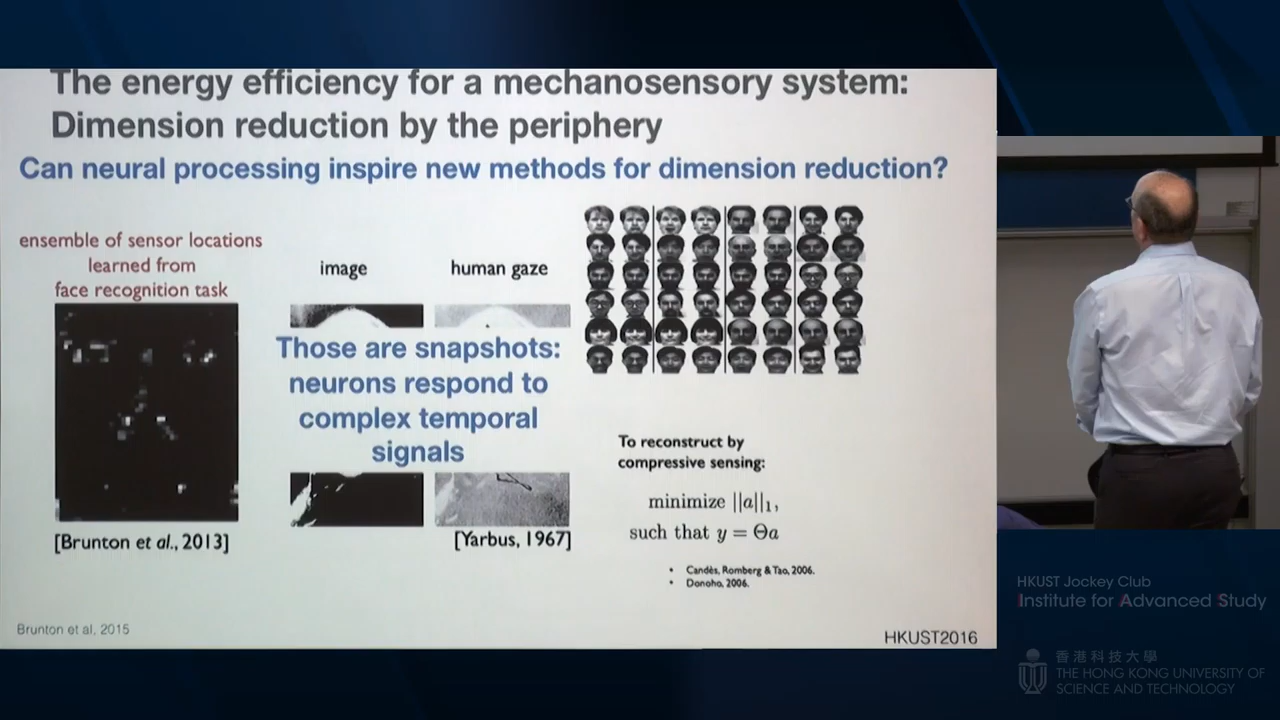 The energy efficiency for a mechanosensory system:
Dimension reduction by the periphery
Can neural processing inspire new methods for dimension reduction?
ensemble of sensor locations
learned from
face recognition task
image
human gaze
Those are snapshots:
neurons respond to
complex temporal
signals
[Brunton et al., 2013]
[Yarbus, 1967]
To reconstruct by
compressive sensing:
minimize ||a||₁,
such that y = Θa
• Candès, Romberg & Tao, 2006.
• Donoho, 2006.
Brunton et al, 2015
HKUST2016
HKUST Jockey Club
Institute for Advanced Study
香港科技大學
THE HONG KONG UNIVERSITY OF
SCIENCE AND TECHNOLOGY